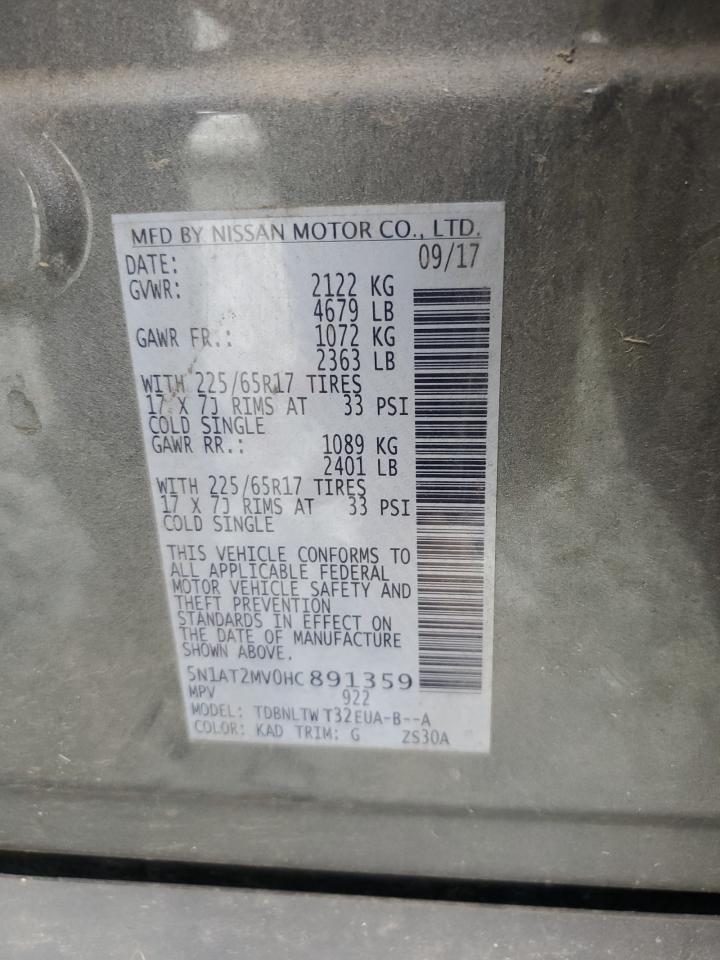 MFD BY NISSAN MOTOR CO., LTD.
DATE: 09/17
GVWR: 2122 KG
4679 LB
GAWR FR.: 1072 KG
2363 LB
WITH 225/65R17 TIRES
17 X 7J RIMS AT 33 PSI
COLD SINGLE
GAWR RR.: 1089 KG
2401 LB
WITH 225/65R17 TIRES
17 X 7J RIMS AT 33 PSI
COLD SINGLE
THIS VEHICLE CONFORMS TO
ALL APPLICABLE FEDERAL
MOTOR VEHICLE SAFETY AND
THEFT PREVENTION
STANDARDS IN EFFECT ON
THE DATE OF MANUFACTURE
SHOWN ABOVE.
5N1AT2MV0HC891359
MPV 922
MODEL: TDBNLTW T32EUA-B--A
COLOR: KAD TRIM: G ZS30A